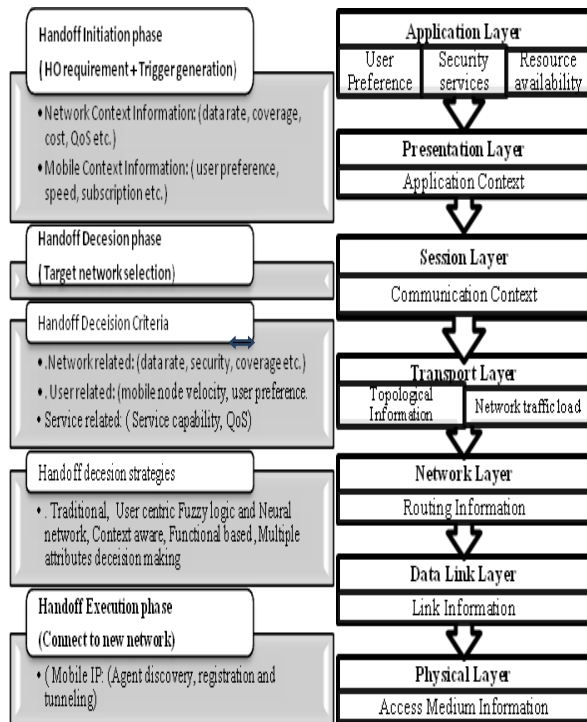 Handoff Initiation phase
( HO requirement + Trigger generation)
• Network Context Information: (data rate, coverage,
cost, QoS etc.)
• Mobile Context Information: ( user preference,
speed, subscription etc.)
Handoff Decesion phase
(Target network selection)
Handoff Deceision Criteria
• .Network related: (data rate, security, coverage etc.)
• . User related: (mobile node velocity, user preference.
• Service related: ( Service capability, QoS)
Handoff decesion strategies
• . Traditional, User centric Fuzzy logic and Neural
network, Context aware, Functional based, Multiple
attributes deceision making
Handoff Execution phase
(Connect to new network)
• ( Mobile IP: (Agent discovery, registration and
tunneling)
Application Layer
User
Preference
Security
services
Resource
availability
Presentation Layer
Application Context
Session Layer
Communication Context
Transport Layer
Topological
Information
Network traffic load
Network Layer
Routing Information
Data Link Layer
Link Information
Physical Layer
Access Medium Information